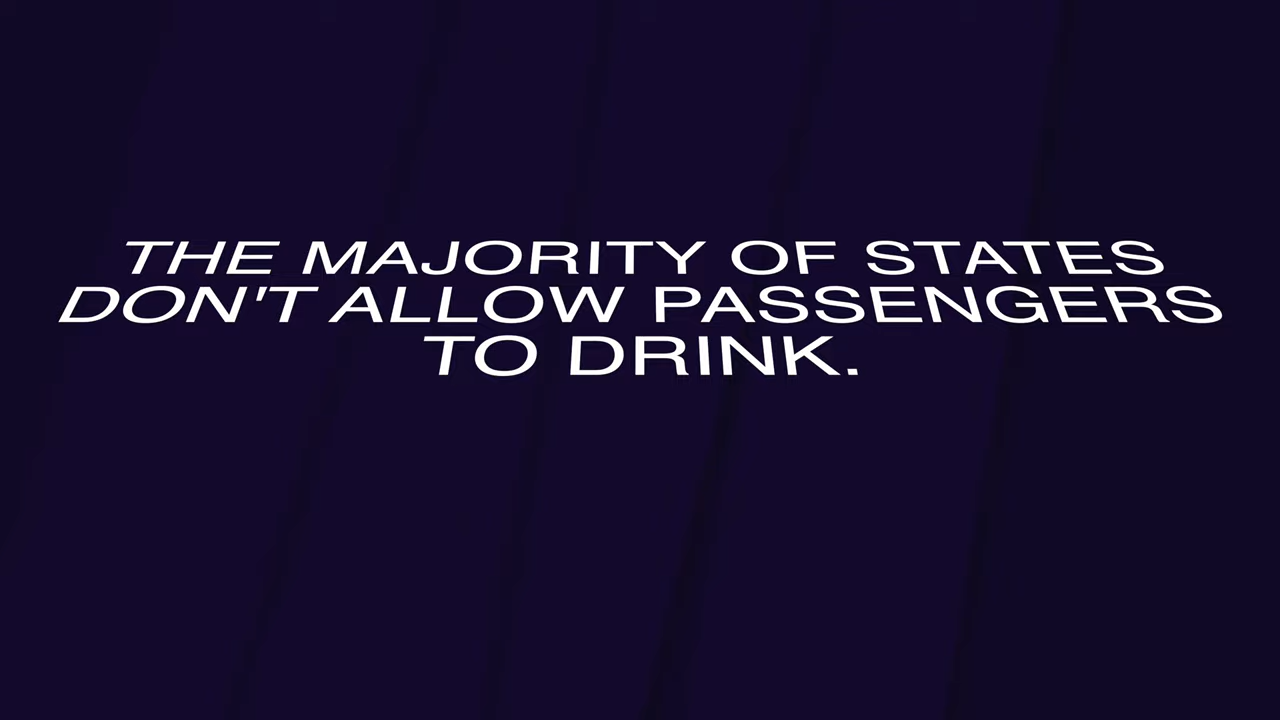 THE MAJORITY OF STATES
DON'T ALLOW PASSENGERS
TO DRINK.